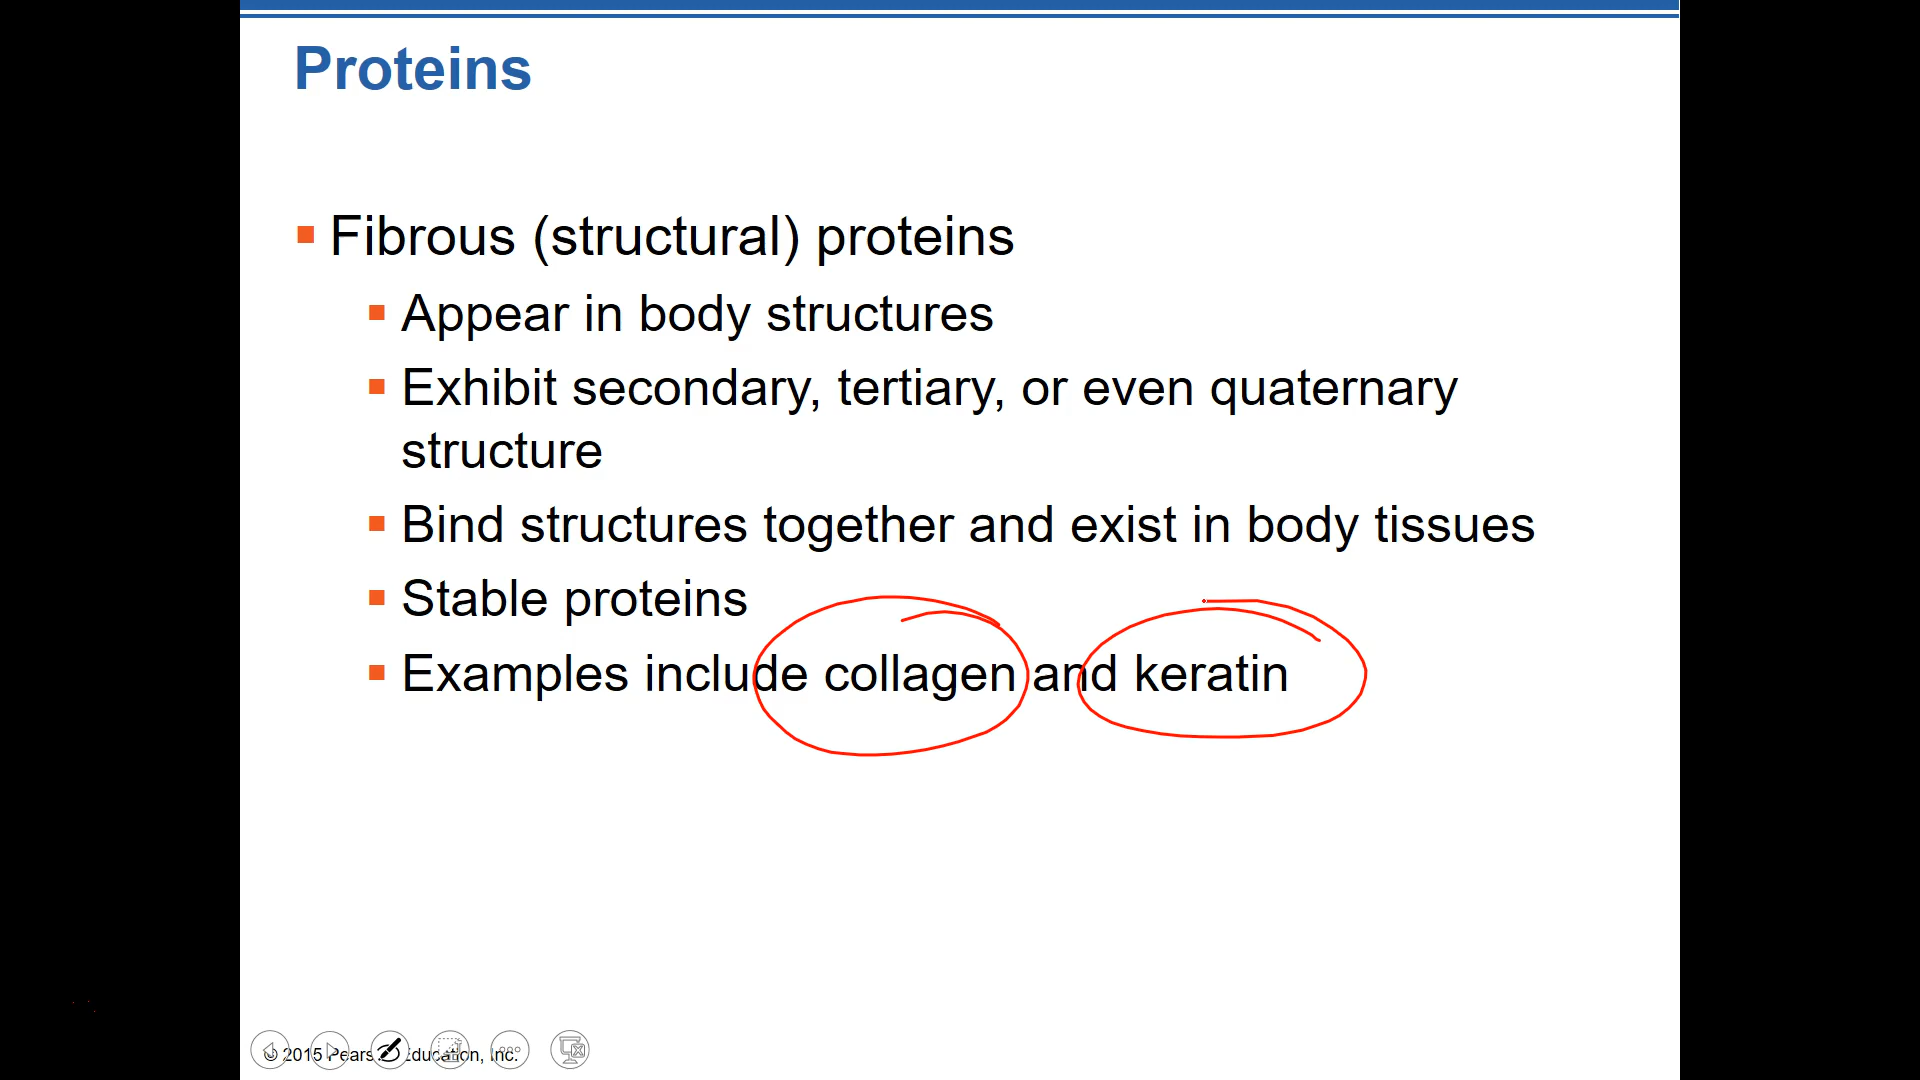 Proteins
Fibrous (structural) proteins
Appear in body structures
Exhibit secondary, tertiary, or even quaternary
structure
Bind structures together and exist in body tissues
Stable proteins
Examples include collagen and keratin
© 2015 Pearson Education, Inc.